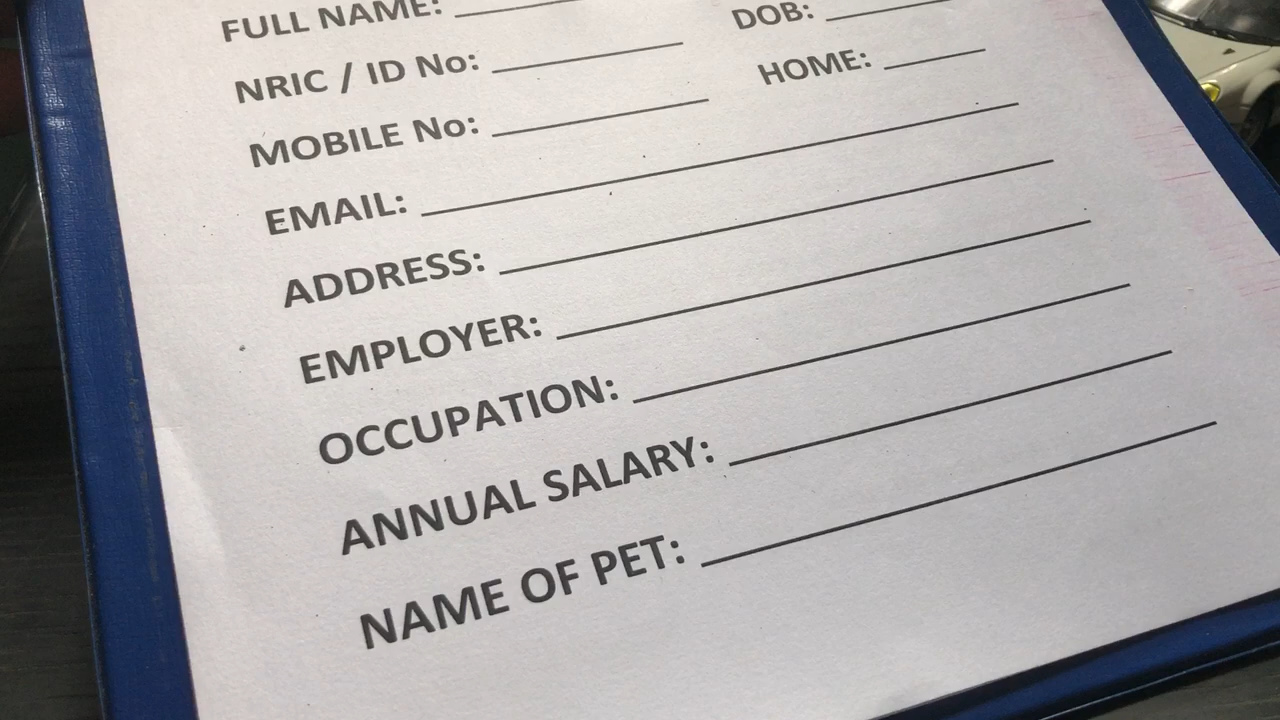 FULL NAME:
NRIC / ID No: DOB:
MOBILE No: HOME:
EMAIL:
ADDRESS:
EMPLOYER:
OCCUPATION:
ANNUAL SALARY:
NAME OF PET: